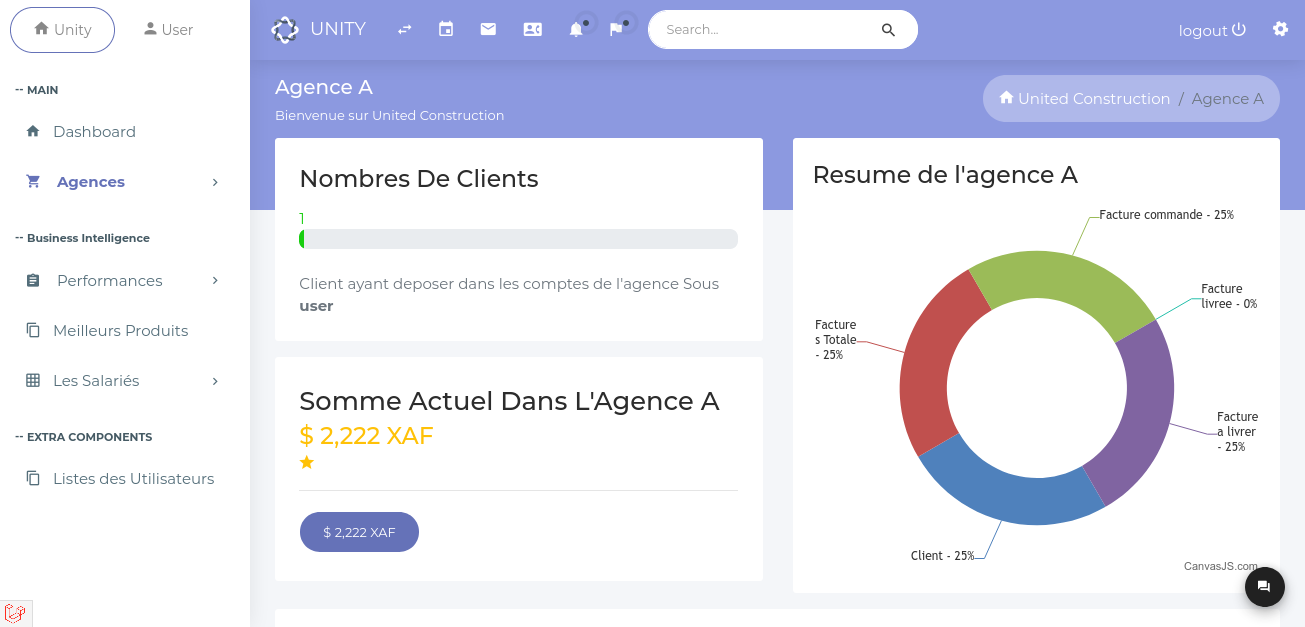 Unity
User
UNITY
Search...
logout
-- MAIN
Dashboard
Agences
-- Business Intelligence
Performances
Meilleurs Produits
Les Salariés
-- EXTRA COMPONENTS
Listes des Utilisateurs
Agence A
Bienvenue sur United Construction
United Construction / Agence A
Nombres De Clients
1
Client ayant deposer dans les comptes de l'agence Sous
user
Somme Actuel Dans L'Agence A
$ 2,222 XAF
$ 2,222 XAF
Resume de l'agence A
Facture commande - 25%
Facture
livree - 0%
Facture
s Totale
- 25%
Facture
a livrer
- 25%
Client - 25%
CanvasJS.com